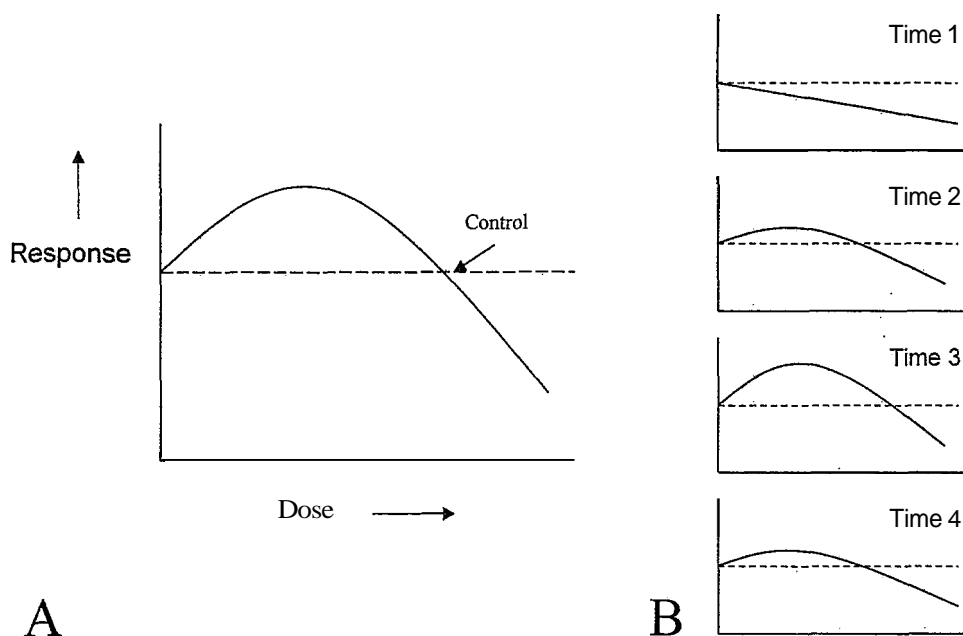 Response
Control
Dose
A
Time 1
Time 2
Time 3
Time 4
B